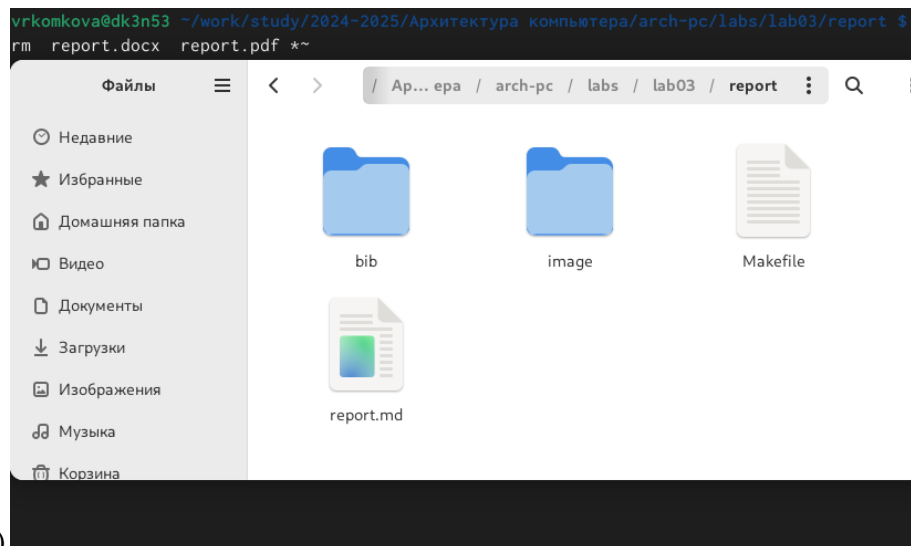 vrkomkova@dk3n53 ~/work/study/2024-2025/Архитектура компьютера/arch-pc/labs/lab03/report $
rm report.docx report.pdf *~
Файлы
/ Ар... ера / arch-pc / labs / lab03 / report
Недавние
Избранные
Домашняя папка
Видео
Документы
Загрузки
Изображения
Музыка
Корзина
bib
image
Makefile
report.md
)